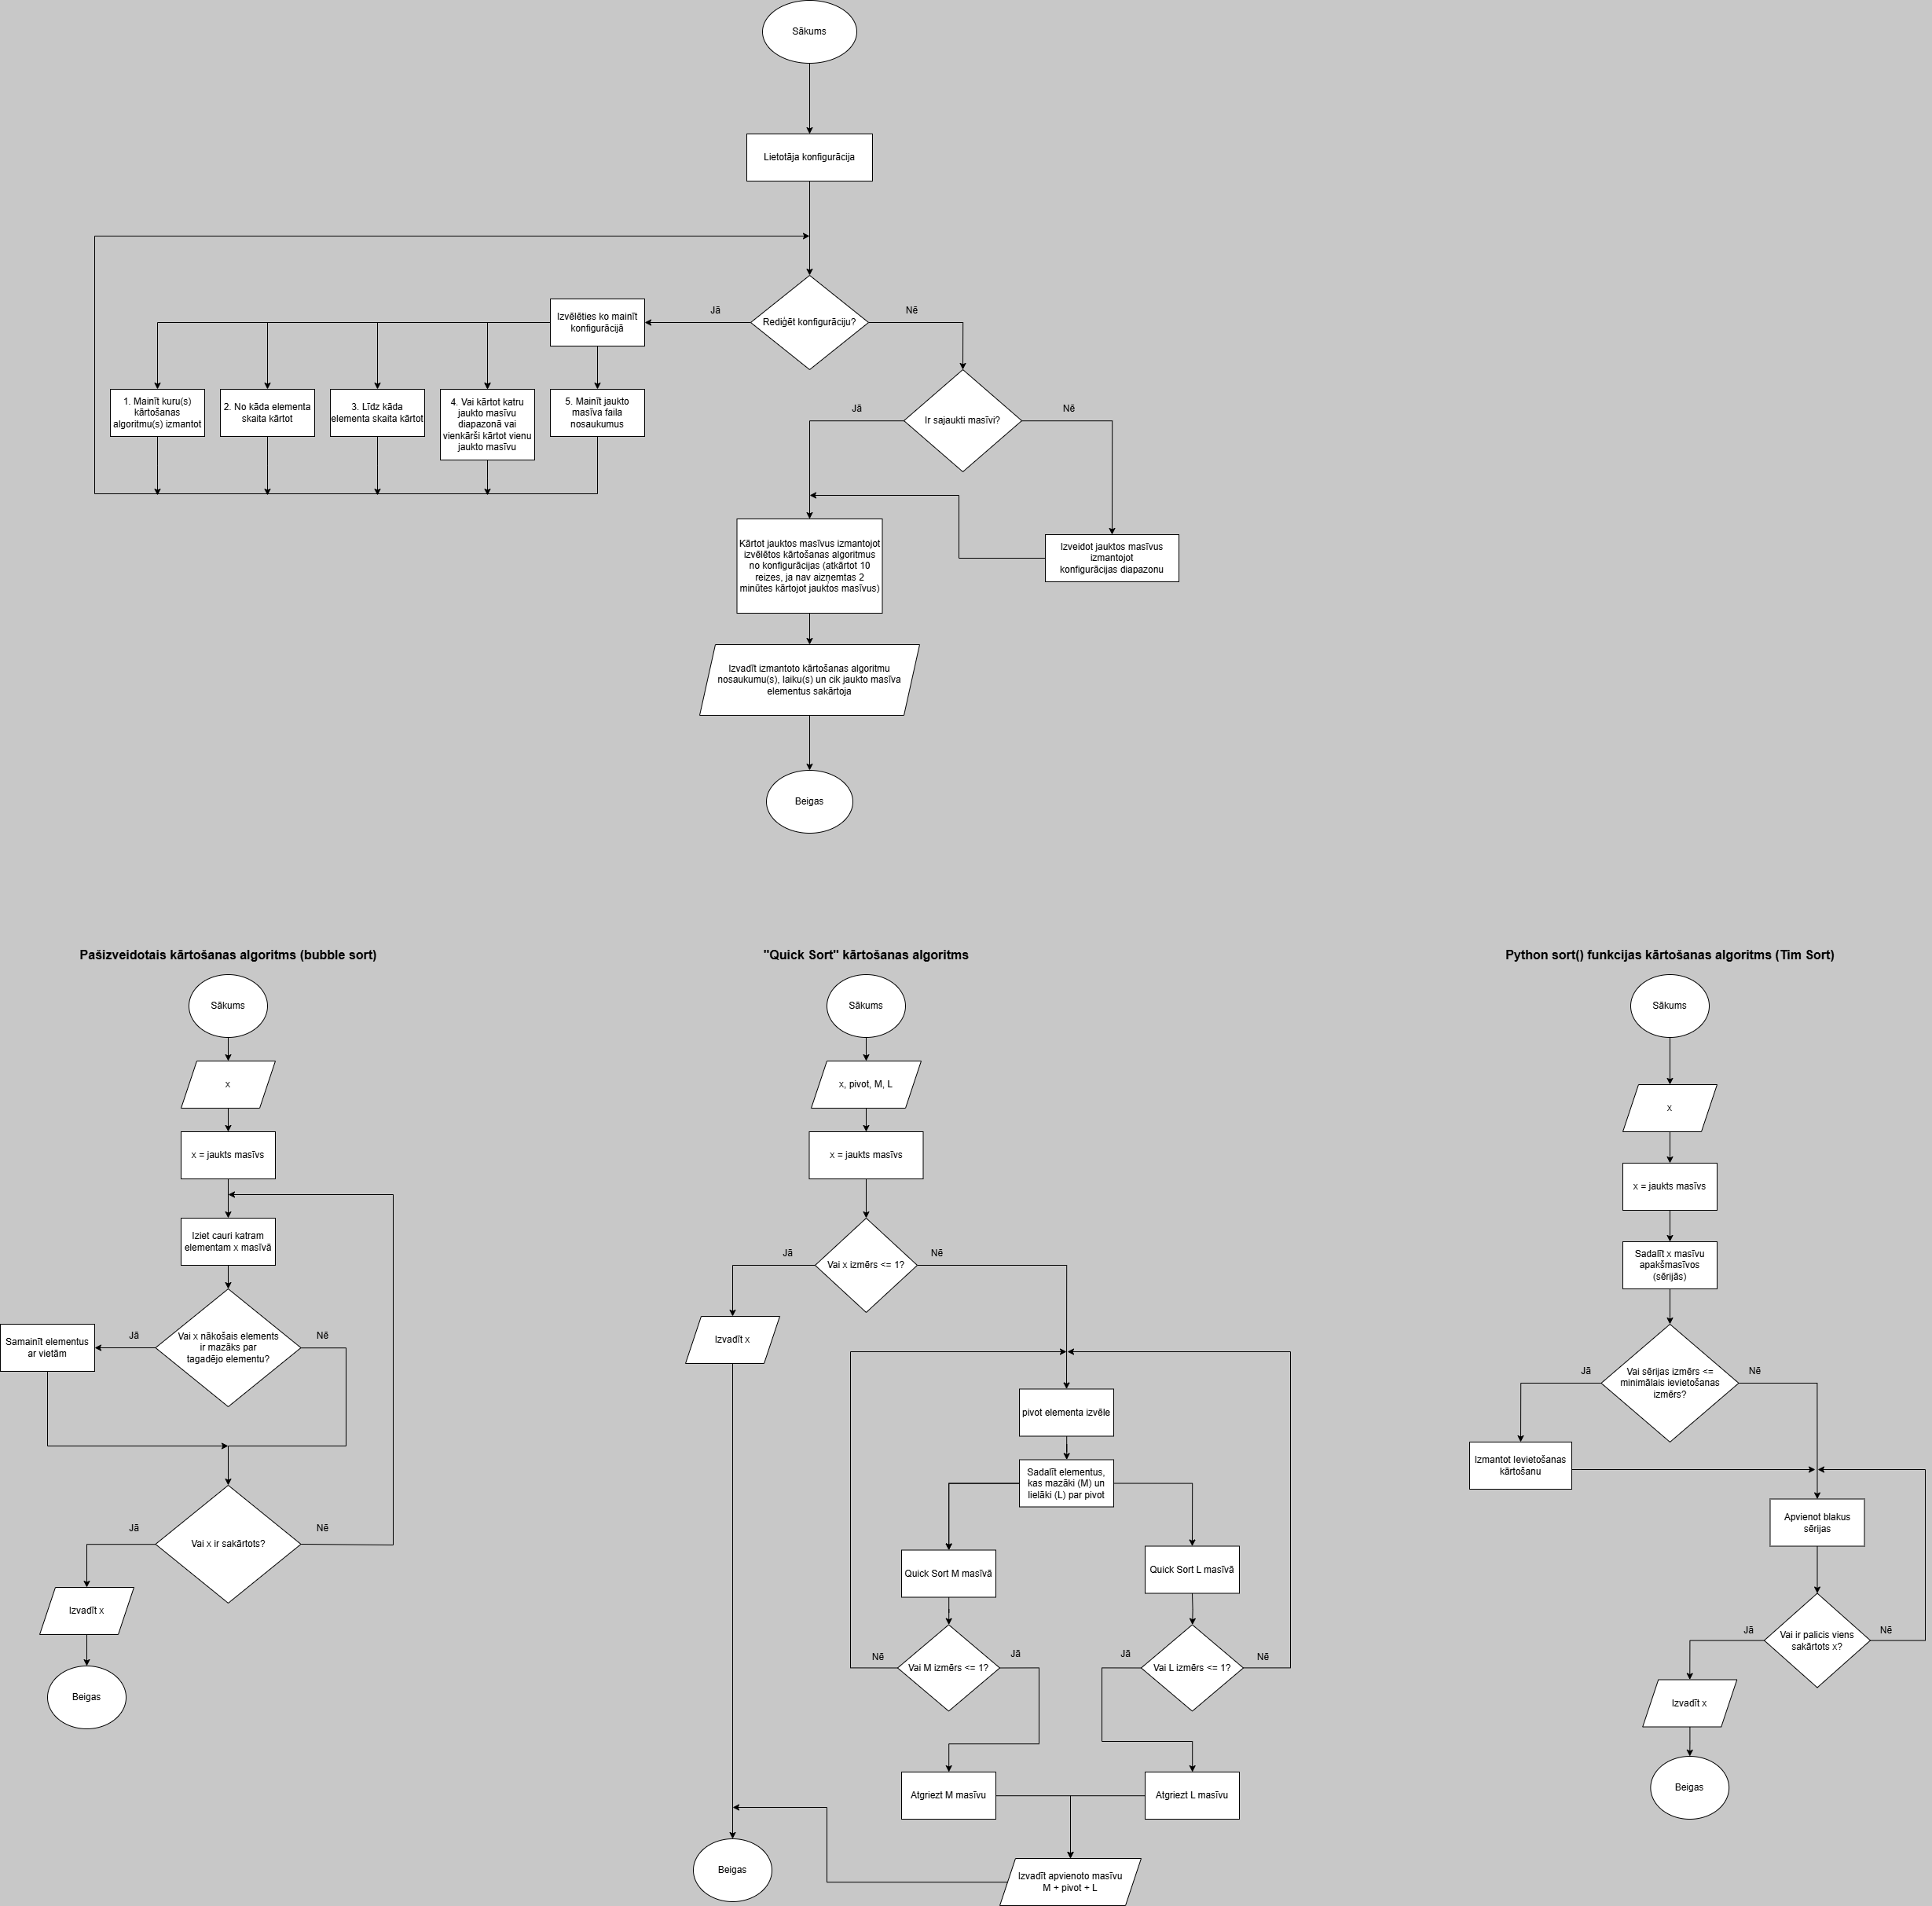 Sākums
Lietotāja konfigurācija
Rediģēt konfigurāciju?
Jā
Nē
Izvēlēties ko mainīt
konfigurācijā
1. Mainīt kuru(s)
kārtošanas
algoritmu(s) izmantot
2. No kāda elementa
skaita kārtot
3. Līdz kāda
elementa skaita kārtot
4. Vai kārtot katru
jaukto masīvu
diapazonā vai
vienkārši kārtot vienu
jaukto masīvu
5. Mainīt jaukto
masīva faila
nosaukumus
Ir sajaukti masīvi?
Jā
Nē
Kārtot jauktos masīvus izmantojot
izvēlētos kārtošanas algoritmus
no konfigurācijas (atkārtot 10
reizes, ja nav aizņemtas 2
minūtes kārtojot jauktos masīvus)
Izveidot jauktos masīvus
izmantojot
konfigurācijas diapazonu
Izvadīt izmantoto kārtošanas algoritmu
nosaukumu(s), laiku(s) un cik jaukto masīva
elementus sakārtoja
Beigas
Pašizveidotais kārtošanas algoritms (bubble sort)
Sākums
x
x = jaukts masīvs
Iziet cauri katram
elementam x masīvā
Vai x nākošais elements
ir mazāks par
tagadējo elementu?
Jā
Nē
Samainīt elementus
ar vietām
Vai x ir sakārtots?
Jā
Nē
Izvadīt x
Beigas
"Quick Sort" kārtošanas algoritms
Sākums
x, pivot, M, L
x = jaukts masīvs
Vai x izmērs <= 1?
Jā
Nē
Izvadīt x
pivot elementa izvēle
Sadalīt elementus,
kas mazāki (M) un
lielāki (L) par pivot
Quick Sort M masīvā
Quick Sort L masīvā
Vai M izmērs <= 1?
Nē
Jā
Vai L izmērs <= 1?
Jā
Nē
Atgriezt M masīvu
Atgriezt L masīvu
Izvadīt apvienoto masīvu
M + pivot + L
Beigas
Python sort() funkcijas kārtošanas algoritms (Tim Sort)
Sākums
x
x = jaukts masīvs
Sadalīt x masīvu
apakšmasīvos
(sērijās)
Vai sērijas izmērs <=
minimālais ievietošanas
izmērs?
Jā
Nē
Izmantot Ievietošanas
kārtošanu
Apvienot blakus
sērijas
Vai ir palicis viens
sakārtots x?
Jā
Nē
Izvadīt x
Beigas